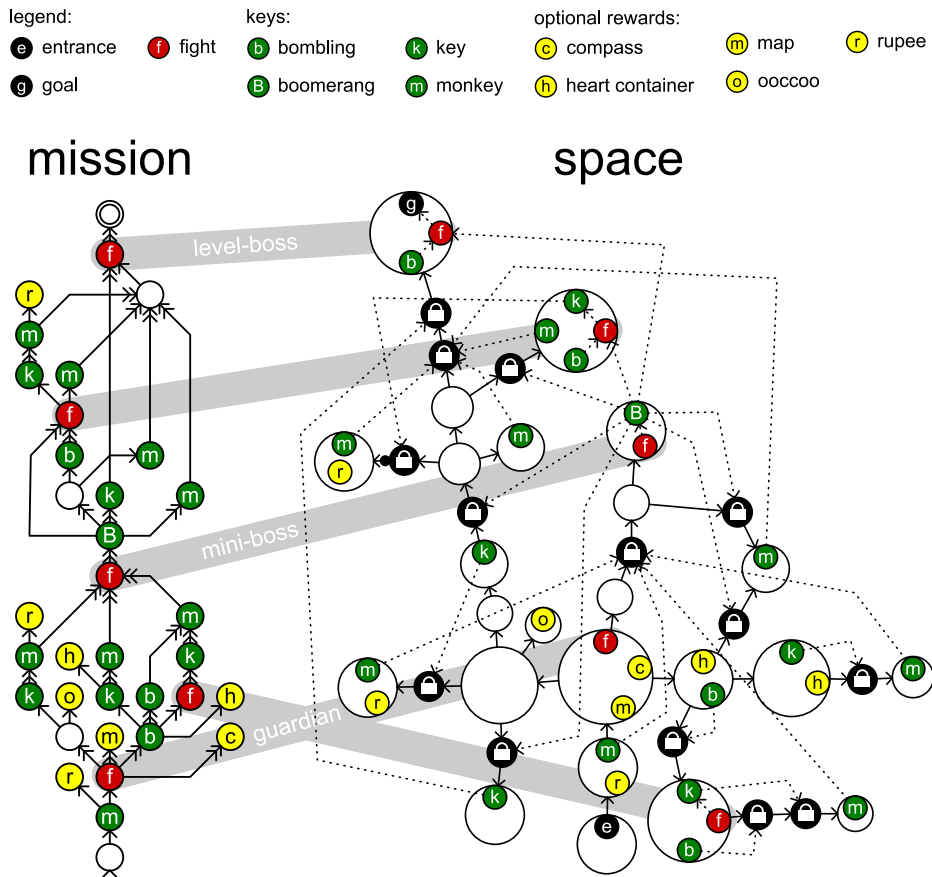 legend:
e entrance
f fight
g goal
keys:
b bombling
k key
B boomerang
m monkey
optional rewards:
c compass
m map
r rupee
h heart container
o ooccoo
mission
f
r
m
k m
f
b m
k m
B
f
r m
m h m k
k o k b f h
m b c
r f
m
space
g
f
b
k
m f
b
B
f
m m
r
k
m
o
f
m
r
c
m
h
b
k
h
m
m
r
k
e
k
f
b
m
level-boss
mini-boss
guardian